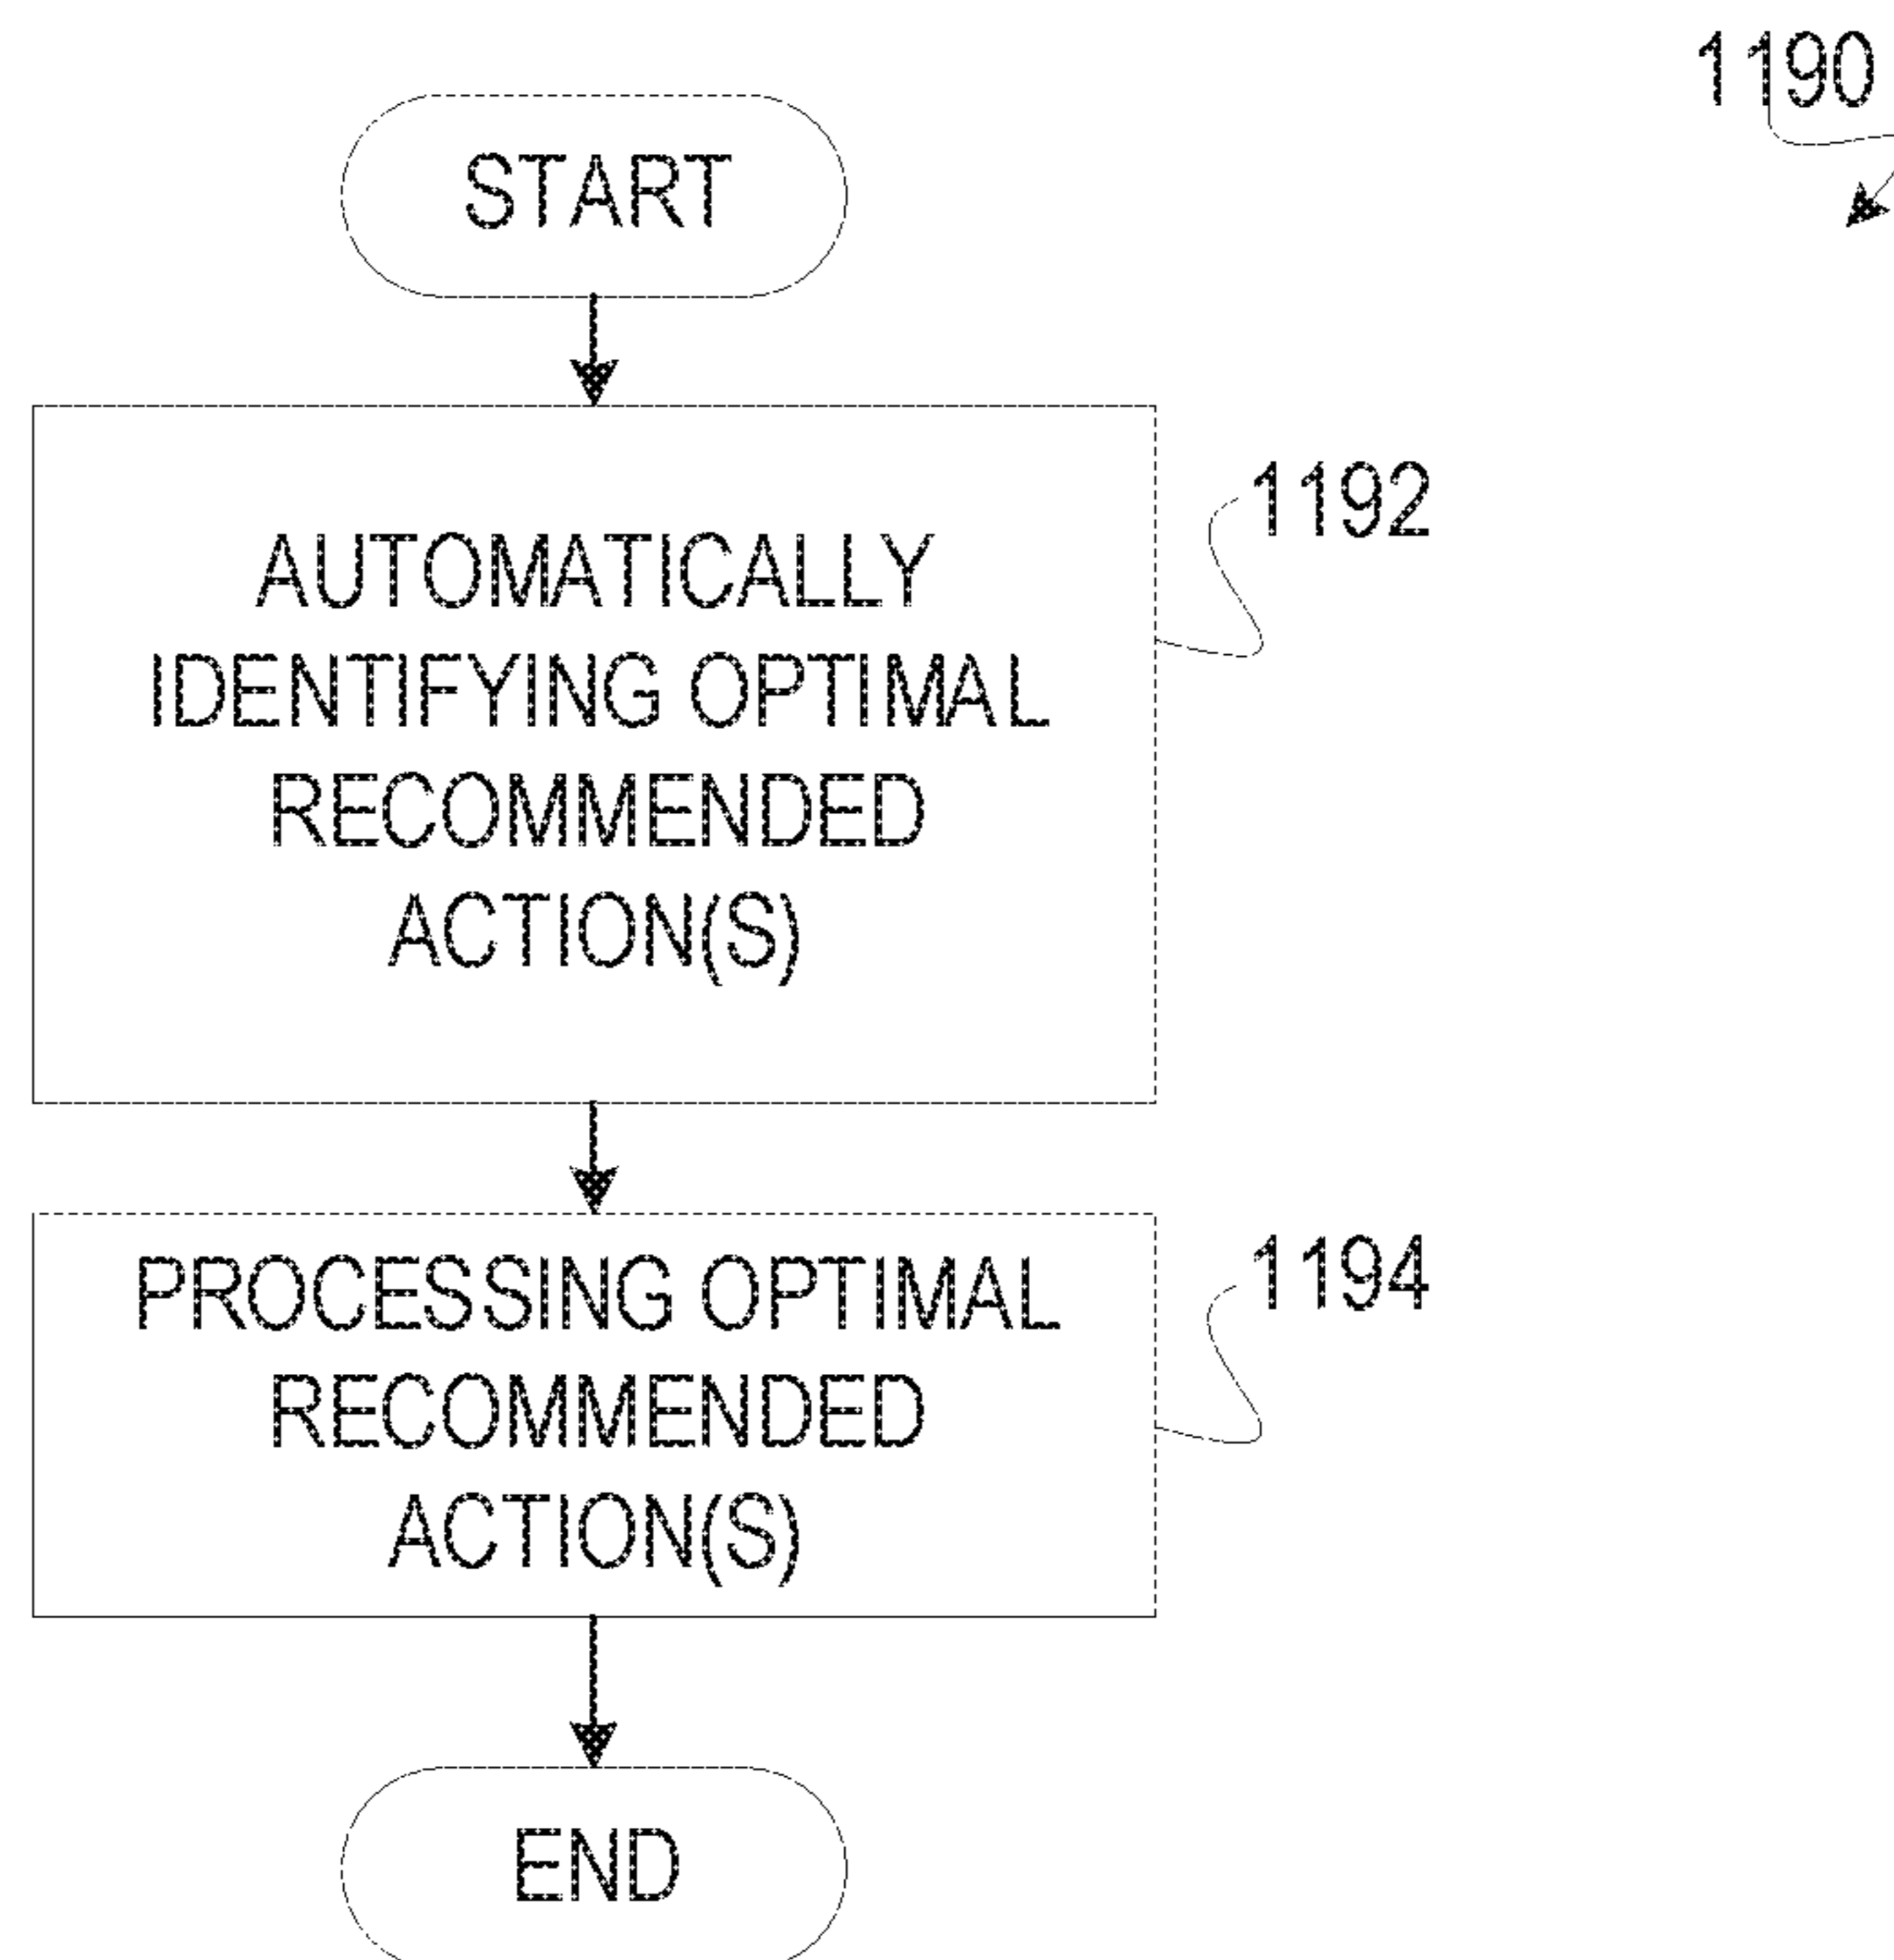 1190
START
1192
AUTOMATICALLY
IDENTIFYING OPTIMAL
RECOMMENDED
ACTION(S)
1194
PROCESSING OPTIMAL
RECOMMENDED
ACTION(S)
END